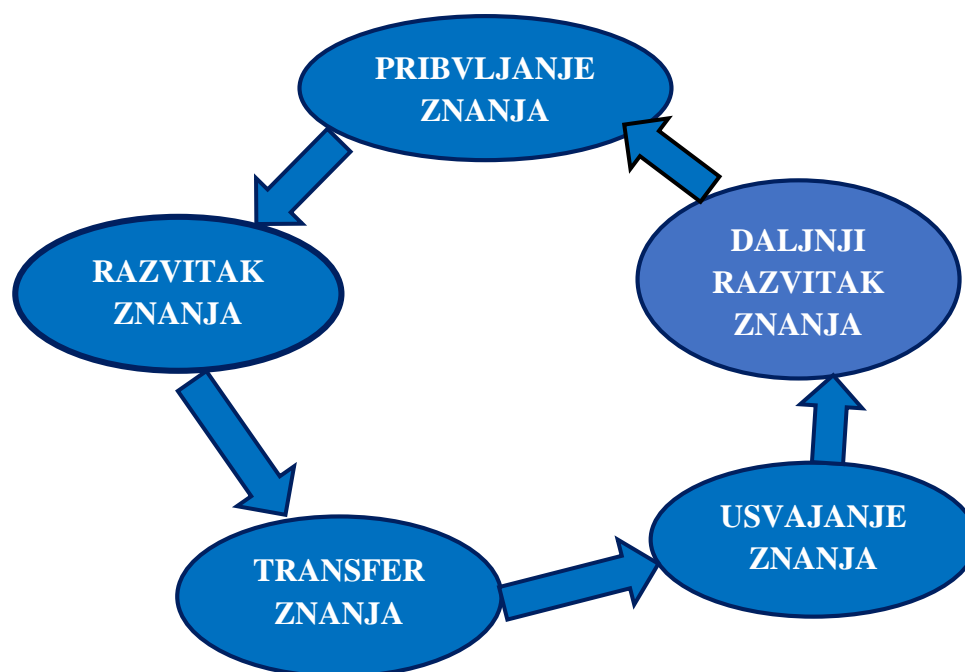 PRIBVLJANJE
ZNANJA
RAZVITAK
ZNANJA
TRANSFER
ZNANJA
USVAJANJE
ZNANJA
DALJNJI
RAZVITAK
ZNANJA